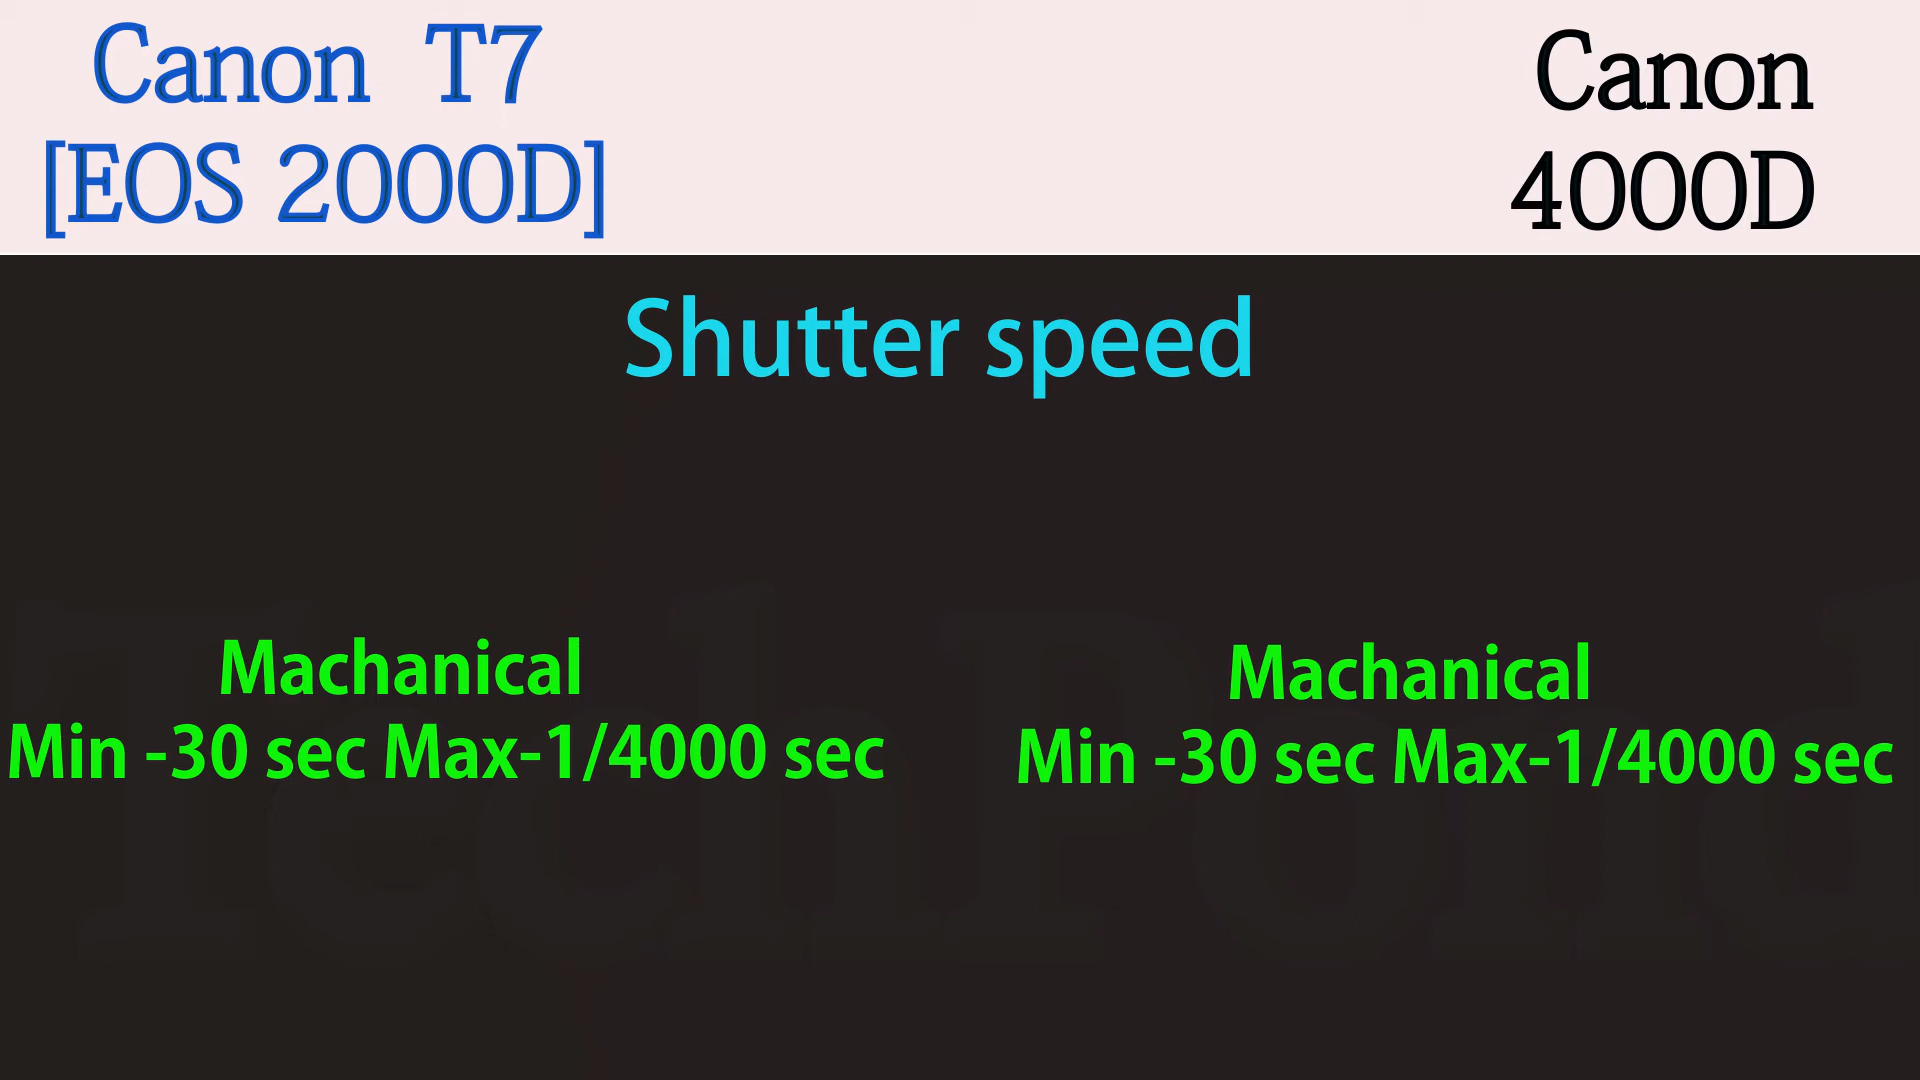 Canon T7
[EOS 2000D]
Canon
4000D
Shutter speed
Machanical
Min -30 sec Max-1/4000 sec
Machanical
Min -30 sec Max-1/4000 sec
TechPond